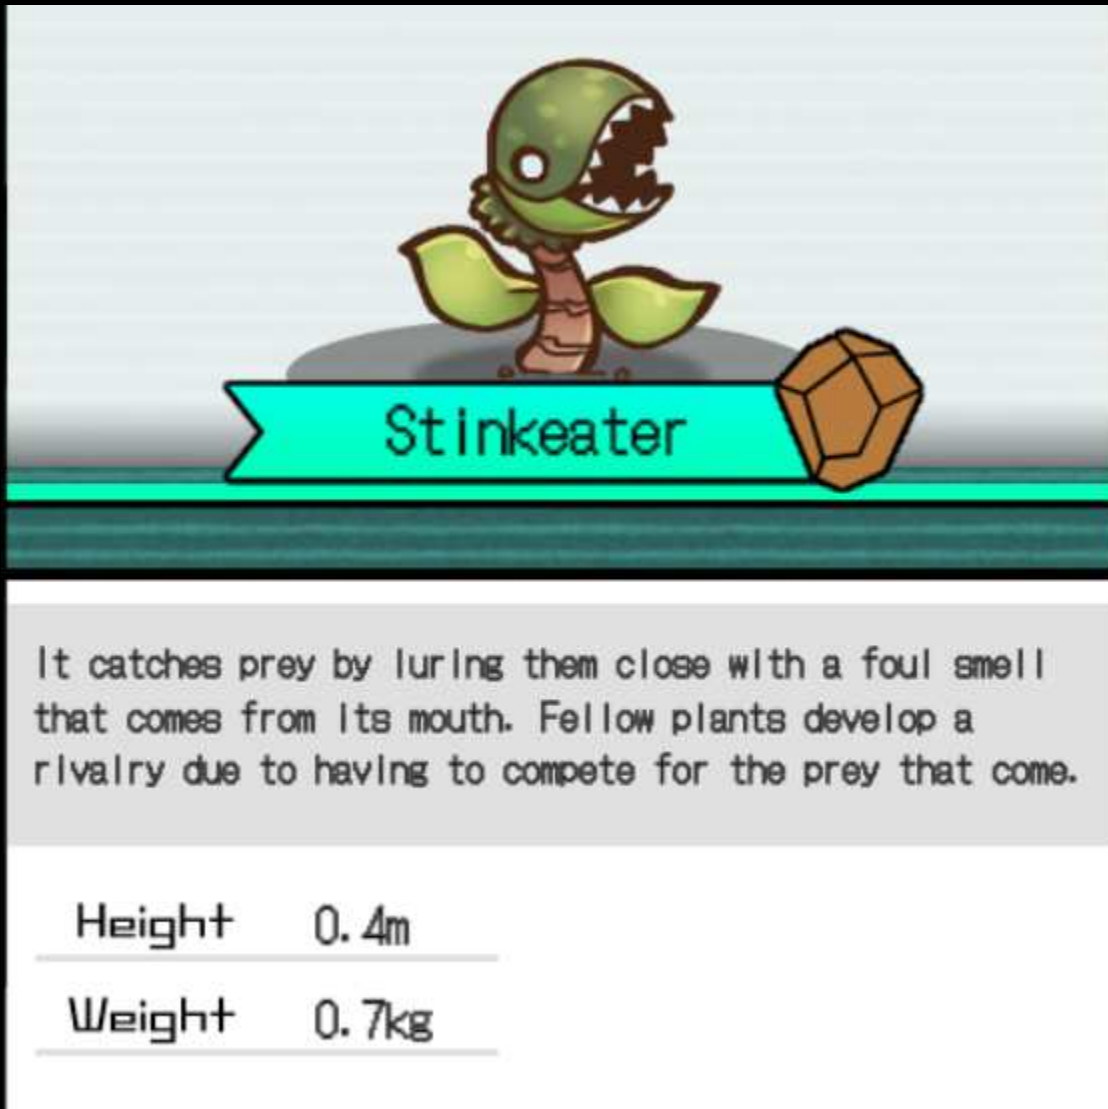 Stinkeater
It catches prey by luring them close with a foul smell
that comes from its mouth. Fellow plants develop a
rivalry due to having to compete for the prey that come.
Height 0.4m
Weight 0.7kg